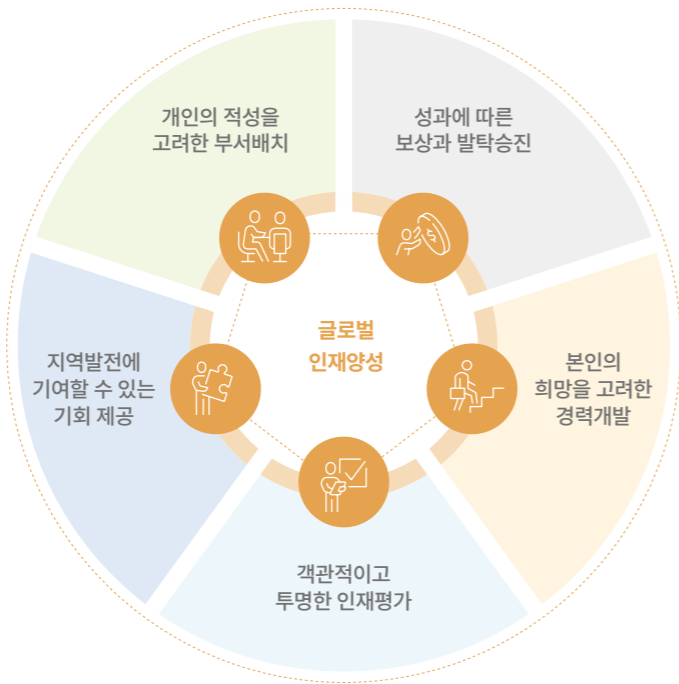 개인의 적성을
고려한 부서배치
성과에 따른
보상과 발탁승진
글로벌
인재양성
지역발전에
기여할 수 있는
기회 제공
본인의
희망을 고려한
경력개발
객관적이고
투명한 인재평가
$